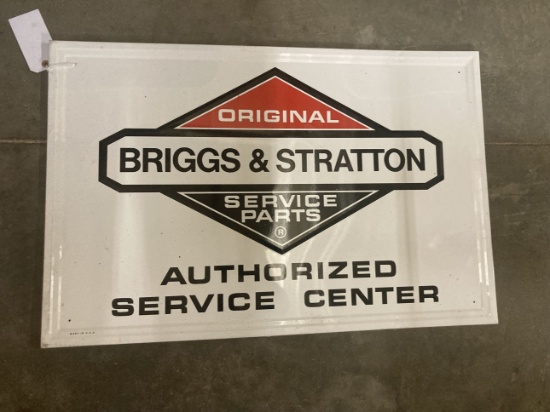 ORIGINAL
BRIGGS & STRATTON
SERVICE
PARTS
®
AUTHORIZED
SERVICE CENTER